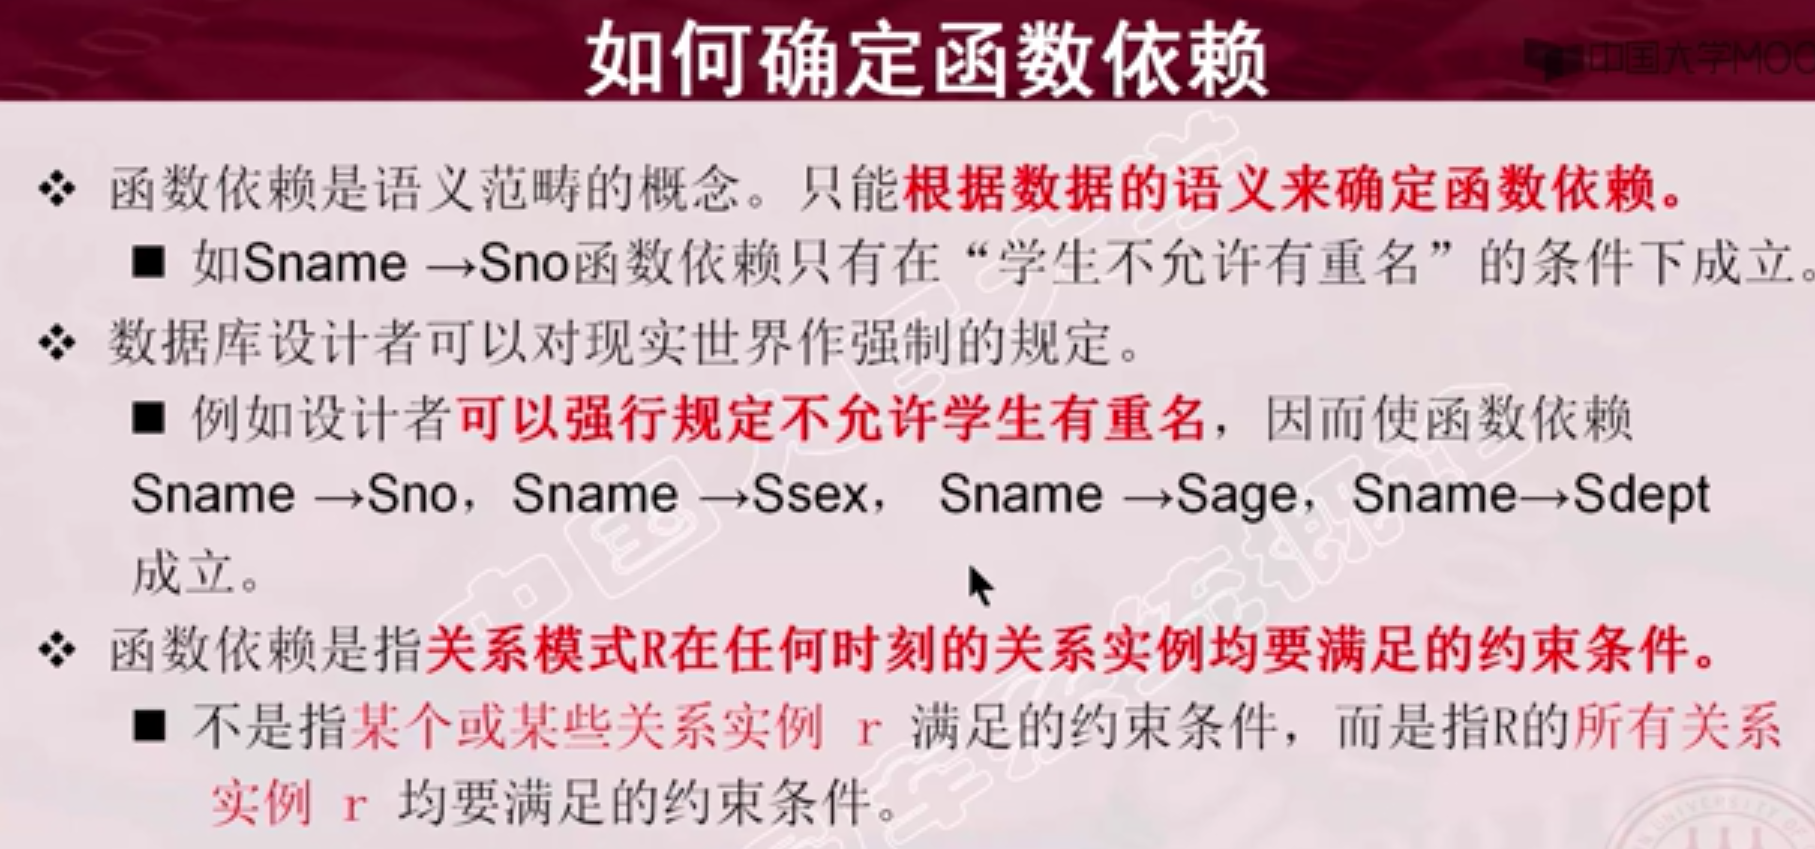 如何确定函数依赖
中国大学MOO
❖ 函数依赖是语义范畴的概念。只能根据数据的语义来确定函数依赖。
■ 如Sname →Sno函数依赖只有在“学生不允许有重名”的条件下成立。
❖ 数据库设计者可以对现实世界作强制的规定。
■ 例如设计者可以强行规定不允许学生有重名，因而使函数依赖
Sname →Sno，Sname →Ssex， Sname →Sage，Sname→Sdept
成立。
❖ 函数依赖是指关系模式R在任何时刻的关系实例均要满足的约束条件。
■ 不是指某个或某些关系实例 r 满足的约束条件，而是指R的所有关系
实例 r 均要满足的约束条件。